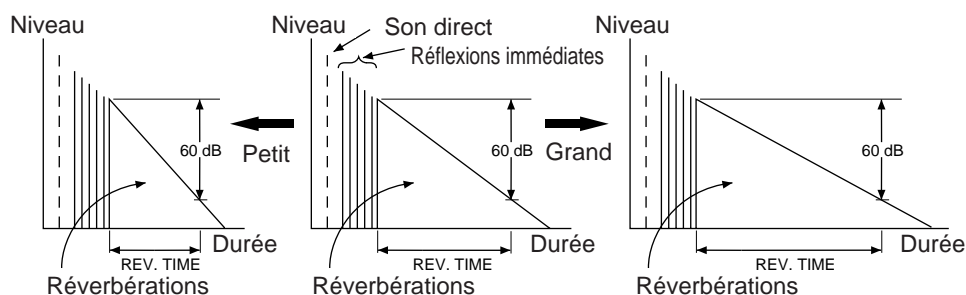 Niveau
60 dB
Durée
REV. TIME
Réverbérations
Petit
Niveau
Son direct
Réflexions immédiates
60 dB
Durée
REV. TIME
Réverbérations
Grand
Niveau
60 dB
Durée
REV. TIME
Réverbérations